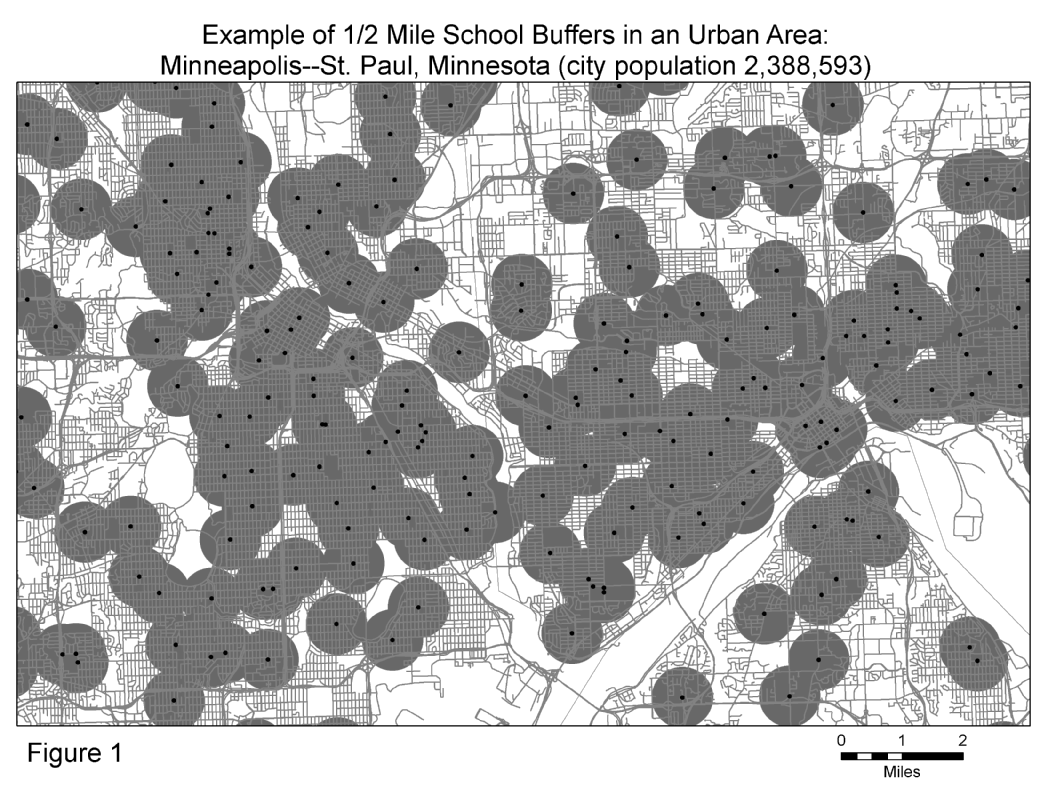 Example of 1/2 Mile School Buffers in an Urban Area:
Minneapolis--St. Paul, Minnesota (city population 2,388,593)
Figure 1
0 1 2
Miles